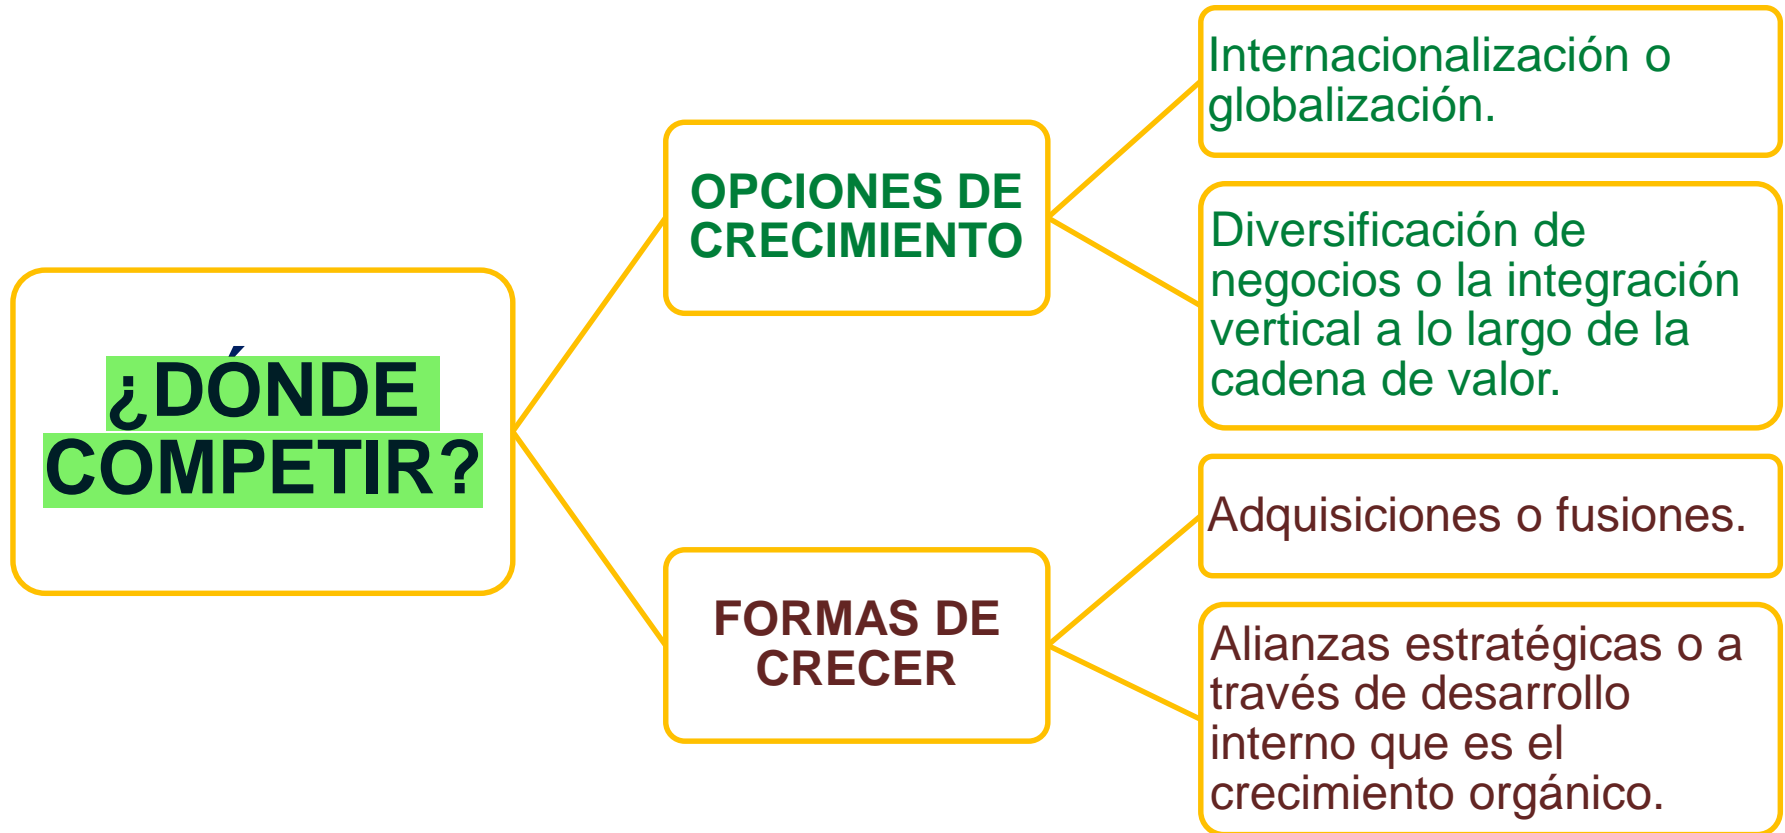 ¿DÓNDE
COMPETIR?
OPCIONES DE
CRECIMIENTO
Internacionalización o
globalización.
Diversificación de
negocios o la integración
vertical a lo largo de la
cadena de valor.
FORMAS DE
CRECER
Adquisiciones o fusiones.
Alianzas estratégicas o a
través de desarrollo
interno que es el
crecimiento orgánico.